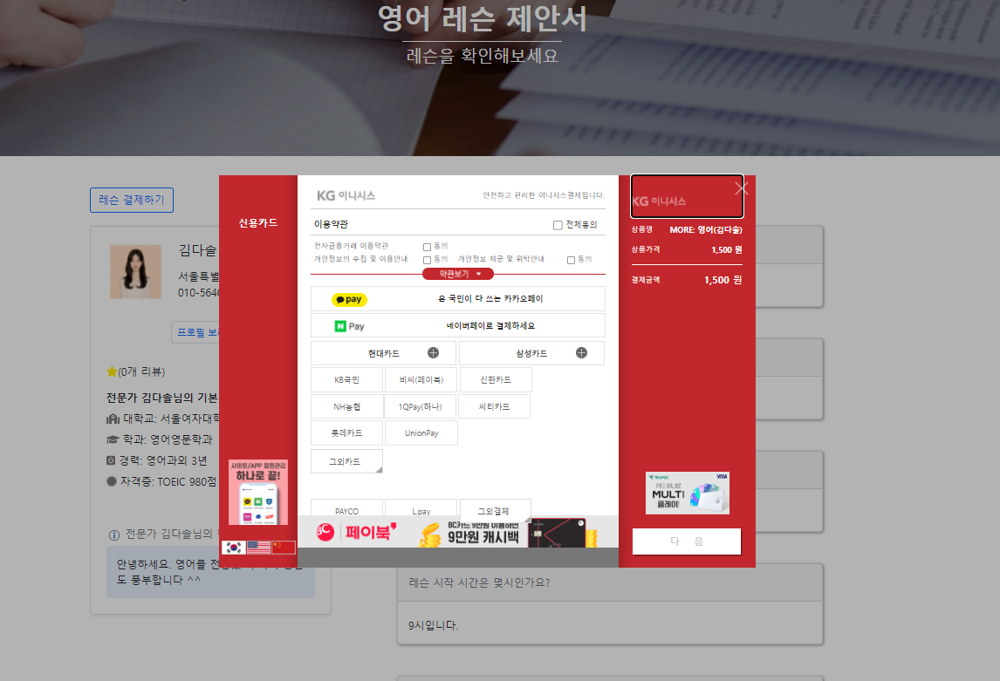 영어 레슨 제안서
레슨을 확인해보세요
레슨 결제하기
김다솔
서울특별
010-564
프로필 보
(0개 리뷰)
전문가 김다솔님의 기본
대학교: 서울여자대학
학과: 영어영문학과
경력: 영어과외 3년
자격증: TOEIC 980점
전문가 김다솔님의
안녕하세요. 영어를 전
도 풍부합니다 ^^
신용카드
사이트/APP 회원관리
하나로 끝!
KG 이니시스
안전하고 편리한 이니시스결제입니다.
이용약관
전체동의
전자금융거래 이용약관 동의
개인정보의 수집 및 이용안내 동의 개인정보 제공 및 위탁안내 동의
약관보기
pay 온 국민이 다 쓰는 카카오페이
N Pay 네이버페이로 결제하세요
현대카드 삼성카드
KB국민 비씨(페이북) 신한카드
NH농협 1QPay(하나) 씨티카드
롯데카드 UnionPay
그외카드
PAYCO L.pay 그외결제
BC 페이북
BC카드 9만원 이용하면
9만원 캐시백
KG 이니시스
상품명 MORE: 영어(김다솔)
상품가격 1,500 원
결제금액 1,500 원
VISA
카드 하나로
MULTI
플레이!
다 음
레슨 시작 시간은 몇시인가요?
9시입니다.